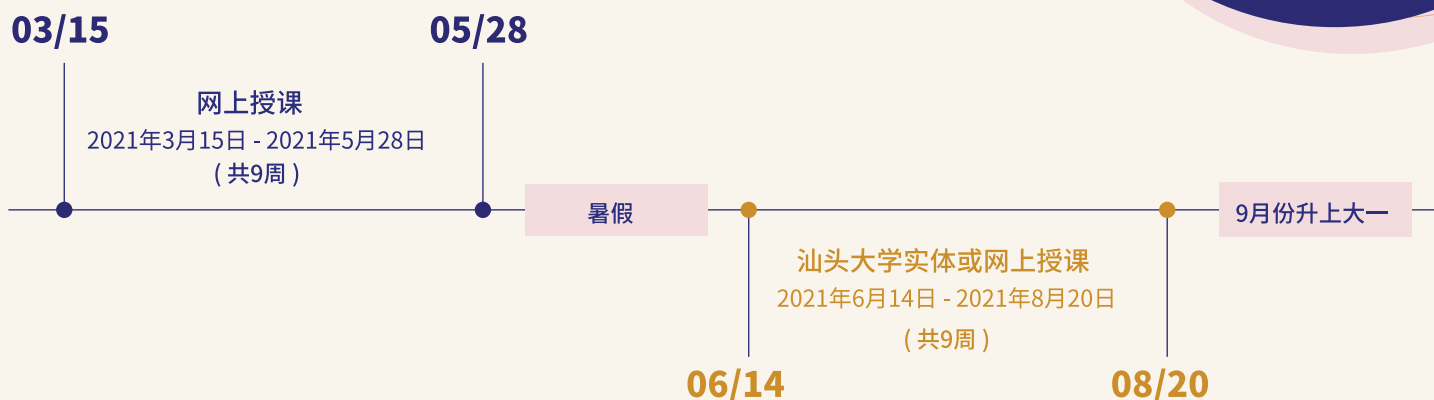 03/15
05/28
网上授课
2021年3月15日 - 2021年5月28日
( 共9周 )
暑假
9月份升上大一
汕头大学实体或网上授课
2021年6月14日 - 2021年8月20日
( 共9周 )
06/14
08/20